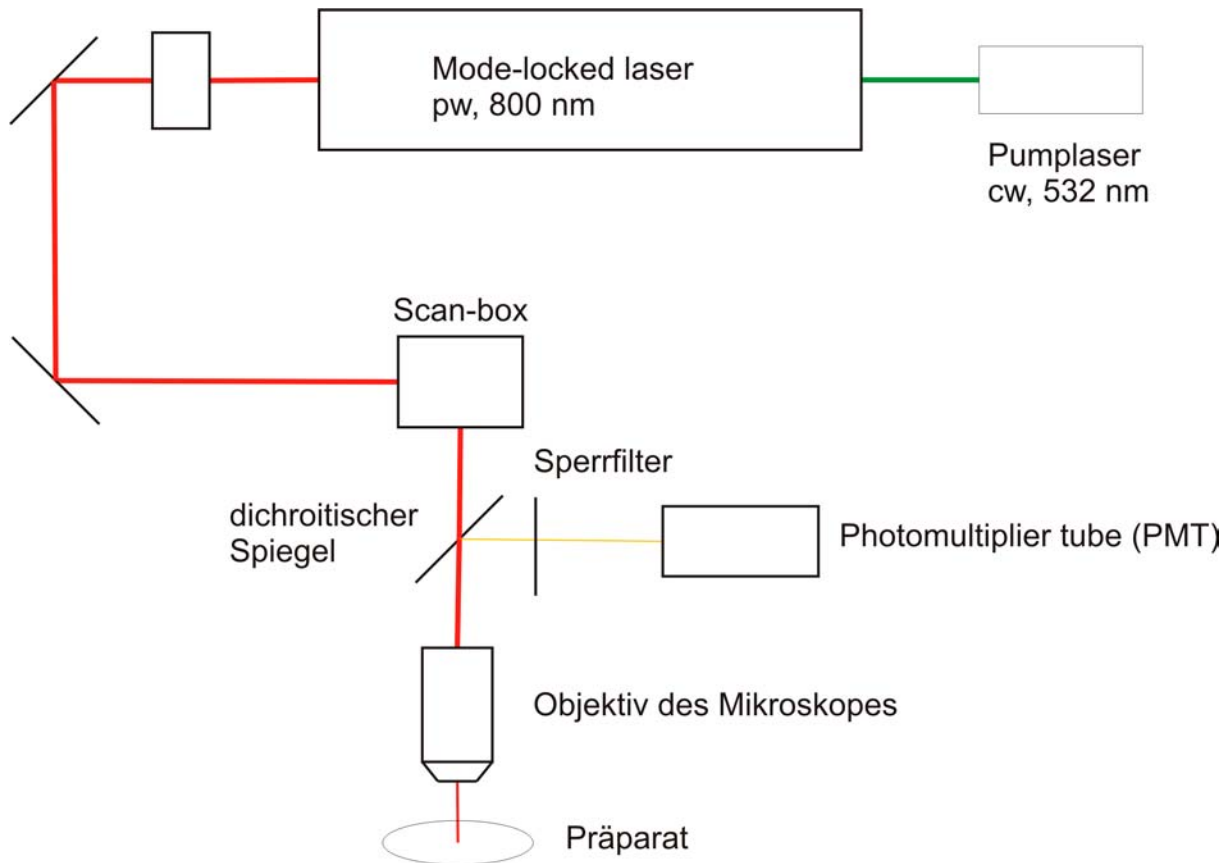 Mode-locked laser
pw, 800 nm
Pumplaser
cw, 532 nm
Scan-box
Sperrfilter
dichroitischer
Spiegel
Photomultiplier tube (PMT)
Objektiv des Mikroskopes
Präparat